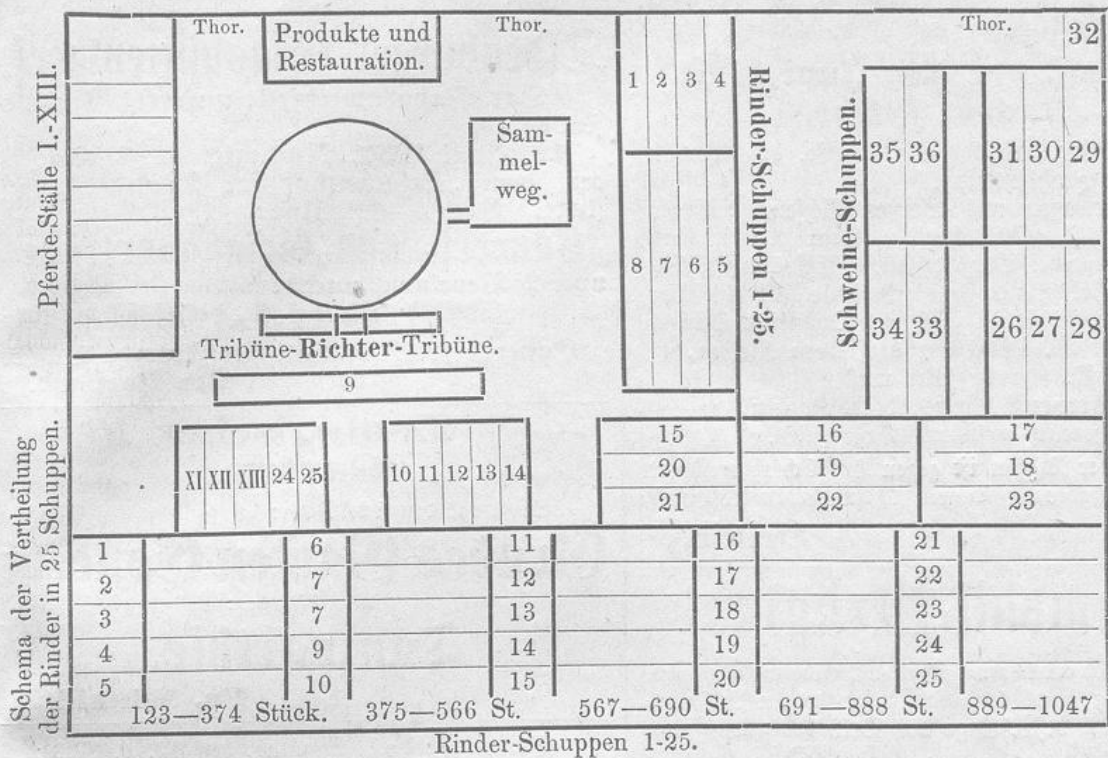 Thor.
Produkte und
Restauration.
Thor.
Thor.
32
Pferde-Ställe I.-XIII.
Sam-
mel-
weg.
1 2 3 4
8 7 6 5
Rinder-Schuppen 1-25.
Schweine-Schuppen.
35 36 31 30 29
34 33 26 27 28
Tribüne-Richter-Tribüne.
9
XI XII XIII 24 25
10 11 12 13 14
15 16 17
20 19 18
21 22 23
Schema der Vertheilung
der Rinder in 25 Schuppen.
1 6 11 16 21
2 7 12 17 22
3 7 13 18 23
4 9 14 19 24
5 10 15 20 25
123—374 Stück. 375—566 St. 567—690 St. 691—888 St. 889—1047
Rinder-Schuppen 1-25.